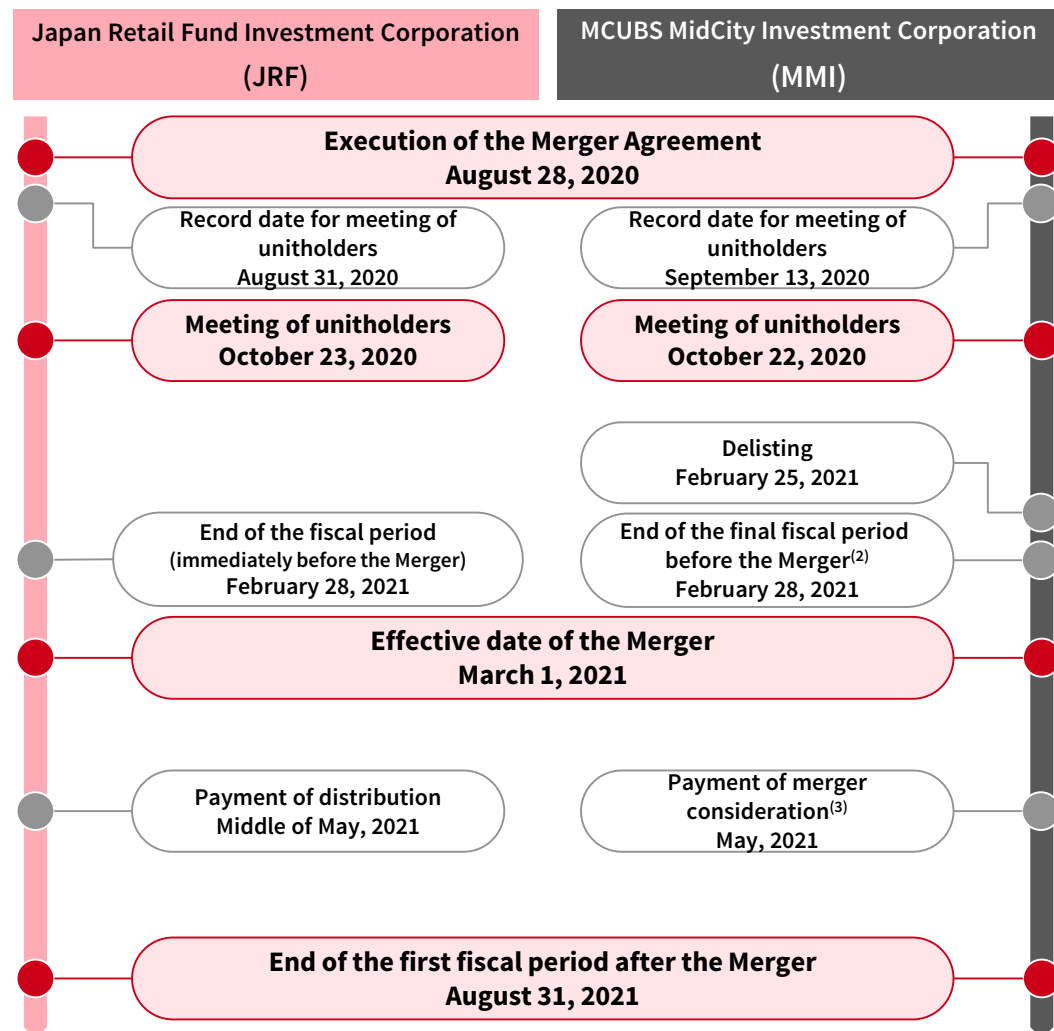 Japan Retail Fund Investment Corporation
(JRF)
MCUBS MidCity Investment Corporation
(MMI)
Execution of the Merger Agreement
August 28, 2020
Record date for meeting of
unitholders
August 31, 2020
Record date for meeting of
unitholders
September 13, 2020
Meeting of unitholders
October 23, 2020
Meeting of unitholders
October 22, 2020
Delisting
February 25, 2021
End of the fiscal period
(immediately before the Merger)
February 28, 2021
End of the final fiscal period
before the Merger(2)
February 28, 2021
Effective date of the Merger
March 1, 2021
Payment of distribution
Middle of May, 2021
Payment of merger
consideration(3)
May, 2021
End of the first fiscal period after the Merger
August 31, 2021